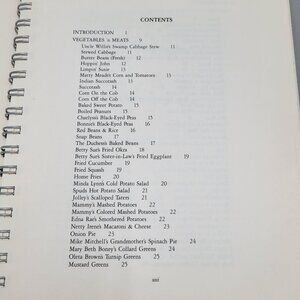 CONTENTS
INTRODUCTION 1
VEGETABLES 'n MEATS 9
Uncle Willie's Swamp Cabbage Stew 11
Stewed Cabbage 11
Butter Beans (Fresh) 12
Hoppin' John 12
Limpin' Susie 13
Matty Meade's Corn and Tomatoes 13
Indian Succotash 13
Succotash 14
Corn On the Cob 14
Corn Off the Cob 14
Baked Sweet Potato 15
Boiled Peanuts 15
Charlyss's Black-Eyed Peas 15
Bonnie's Black-Eyed Peas 16
Red Beans & Rice 16
Snap Beans 17
The Duchess's Baked Beans 17
Betty Sue's Fried Okra 18
Betty Sue's Sister-in-Law's Fried Eggplant 19
Fried Cucumber 19
Fried Squash 19
Home Fries 20
Minda Lynn's Cold Potato Salad 20
Spuds Hot Potato Salad 21
Jolley's Scalloped Taters 21
Mammy's Mashed Potatoes 22
Mammy's Colored Mashed Potatoes 22
Edna Rae's Smothered Potatoes 22
Netty Irene's Macaroni & Cheese 23
Onion Pie 23
Mike Mitchell's Grandmother's Spinach Pie 24
Mary Beth Boney's Collard Greens 24
Oleta Brown's Turnip Greens 25
Mustard Greens 25